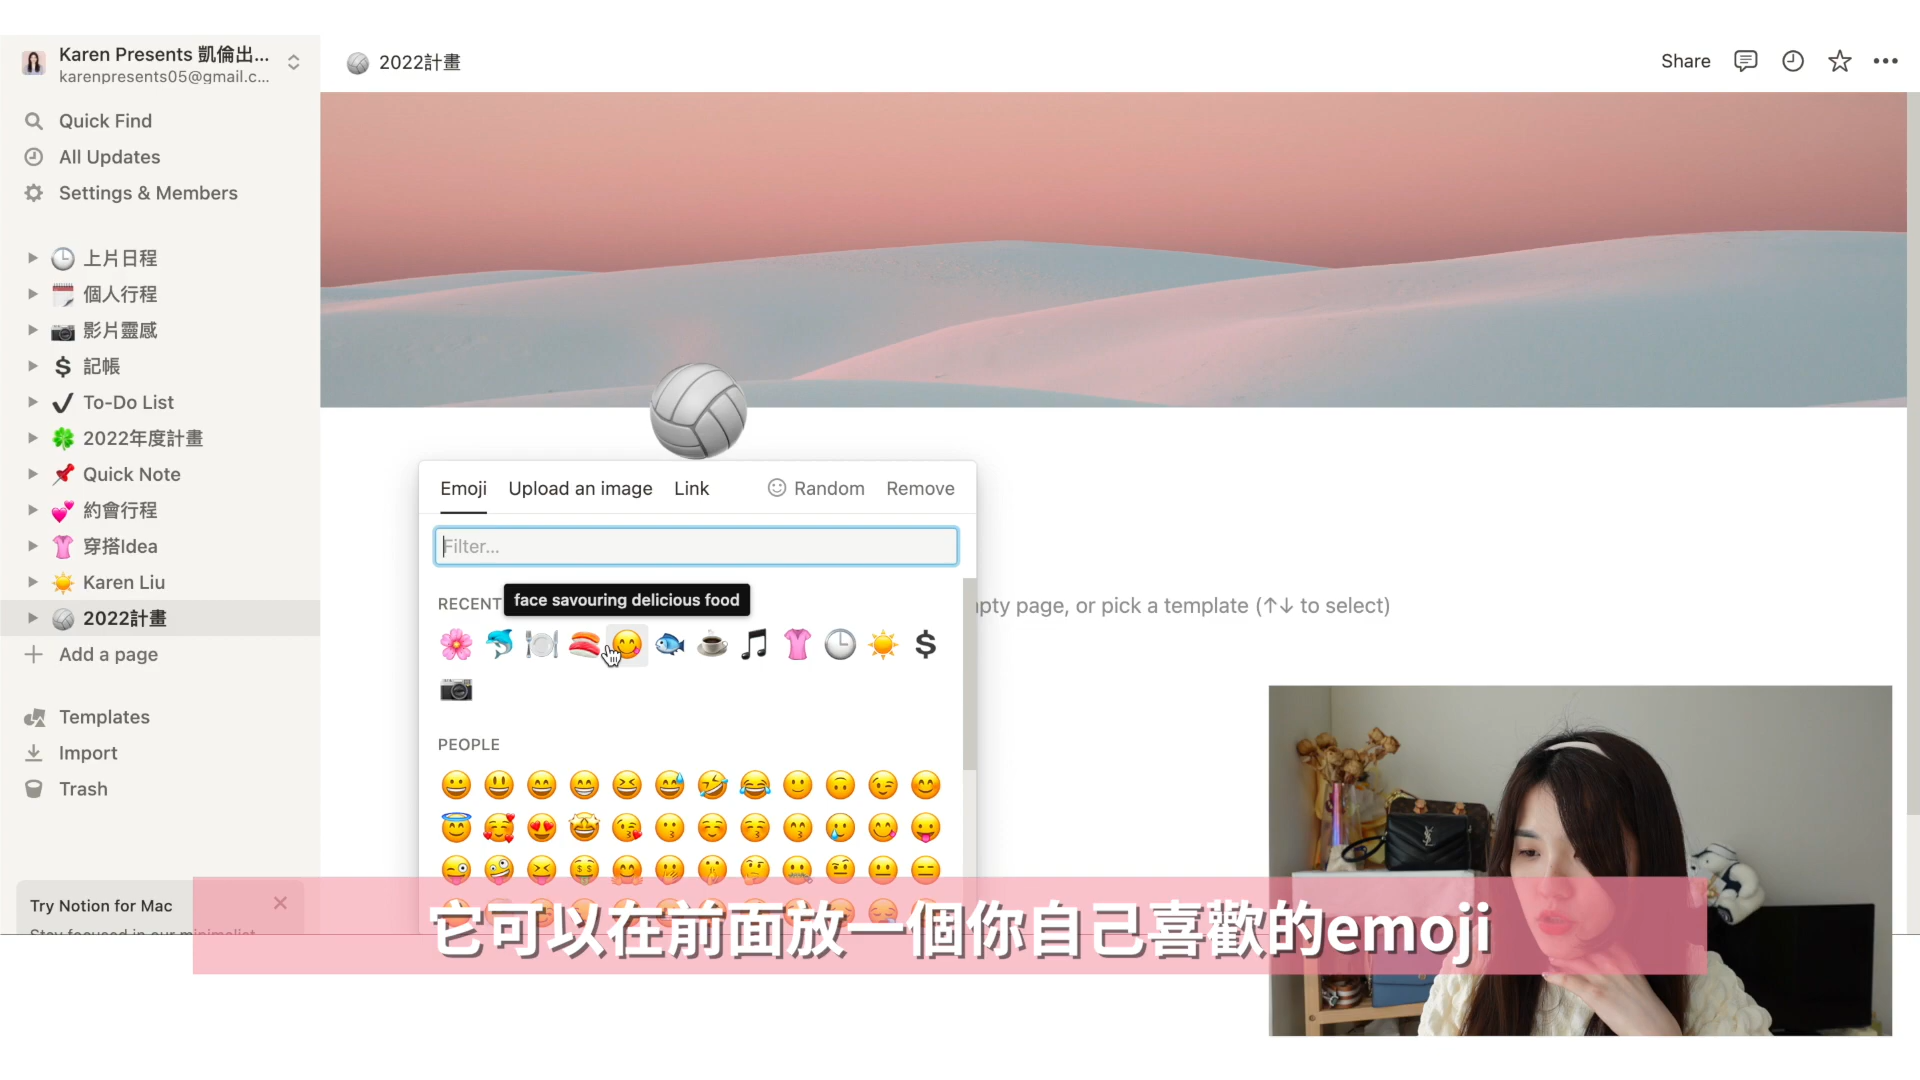 Karen Presents 凱倫出...
karenpresents05@gmail.c...
2022計畫
Share
Quick Find
All Updates
Settings & Members
上片日程
個人行程
影片靈感
記帳
To-Do List
2022年度計畫
Quick Note
約會行程
穿搭Idea
Karen Liu
2022計畫
Add a page
Templates
Import
Trash
Try Notion for Mac
Emoji Upload an image Link Random Remove
Filter...
RECENT
face savouring delicious food
pty page, or pick a template (↑↓ to select)
PEOPLE
它可以在前面放一個你自己喜歡的emoji